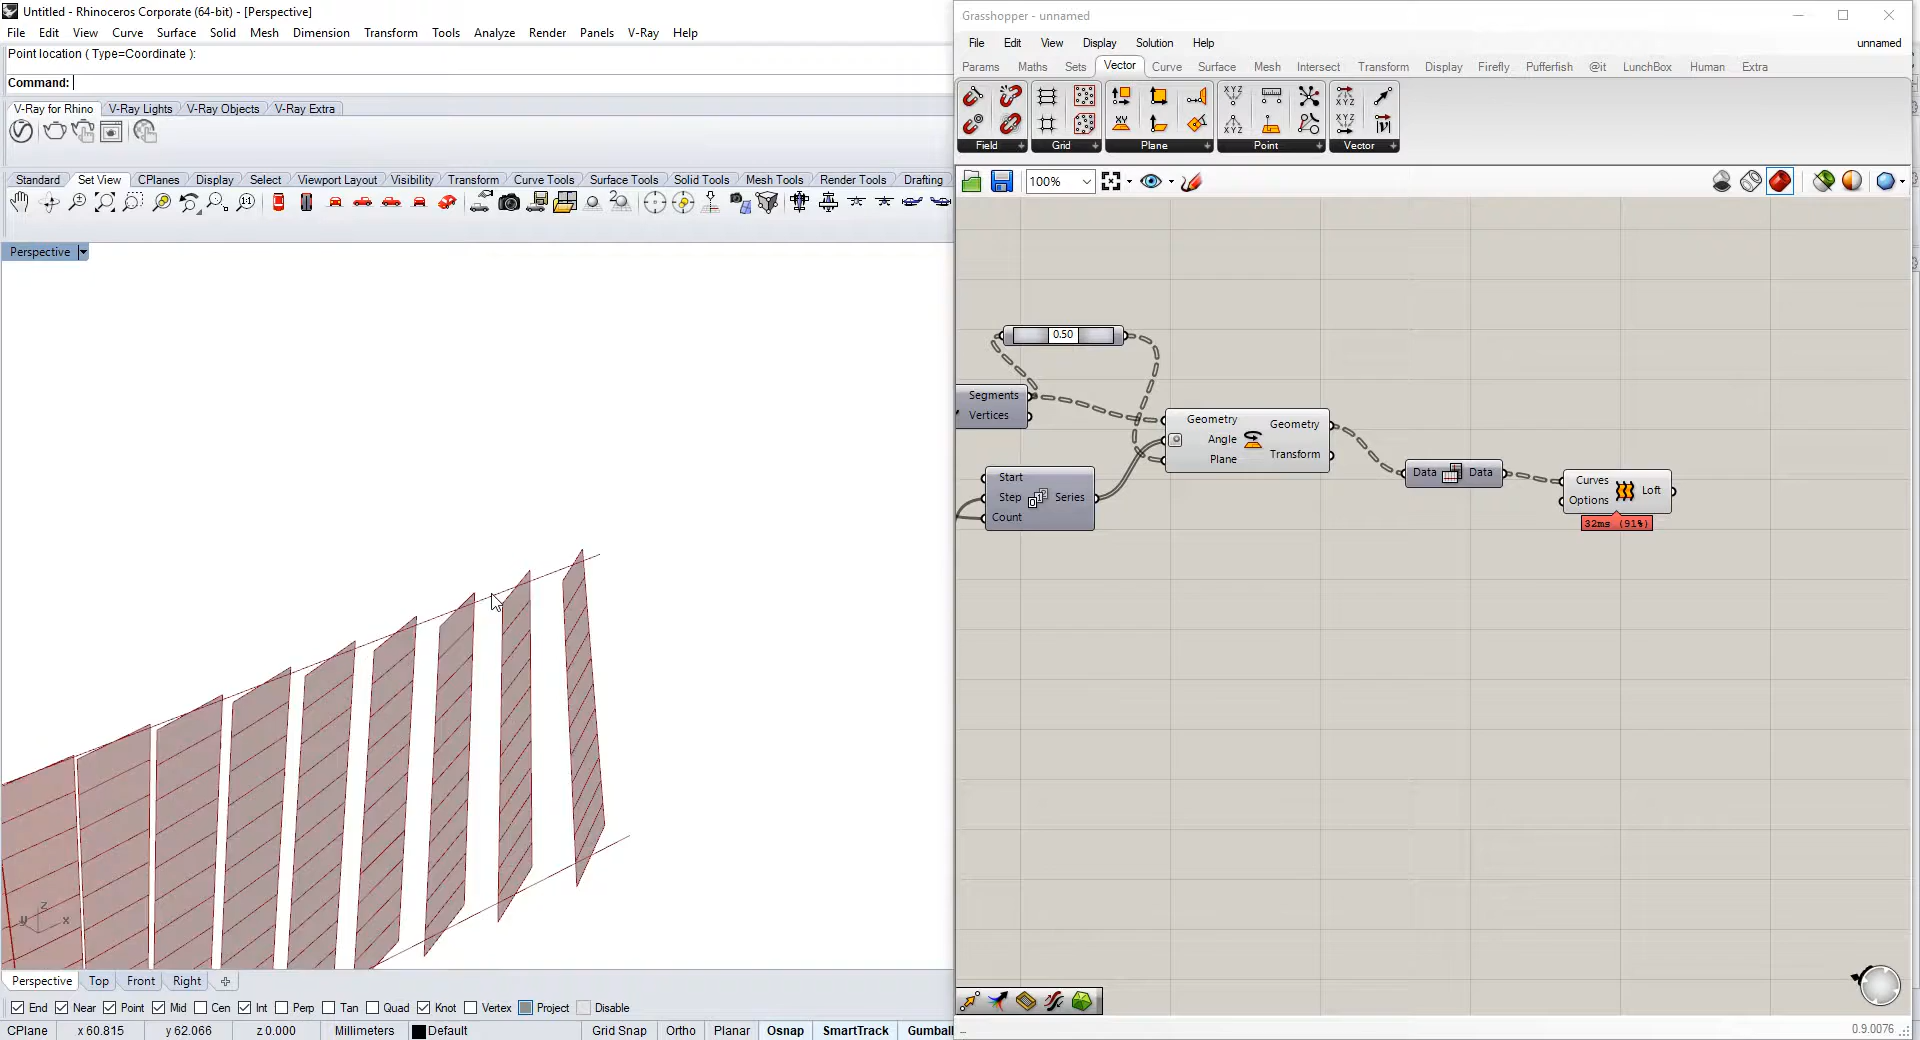 Untitled - Rhinoceros Corporate (64-bit) - [Perspective]
File Edit View Curve Surface Solid Mesh Dimension Transform Tools Analyze Render Panels V-Ray Help
Point location ( Type=Coordinate ):
Command:
V-Ray for Rhino V-Ray Lights V-Ray Objects V-Ray Extra
Standard Set View CPlanes Display Select Viewport Layout Visibility Transform Curve Tools Surface Tools Solid Tools Mesh Tools Render Tools Drafting
Perspective
z
y x
Perspective Top Front Right
End Near Point Mid Cen Int Perp Tan Quad Knot Vertex Project Disable
CPlane x 60.815 y 62.066 z 0.000 Millimeters Default Grid Snap Ortho Planar Osnap SmartTrack Gumball
Grasshopper - unnamed
File Edit View Display Solution Help unnamed
Params Maths Sets Vector Curve Surface Mesh Intersect Transform Display Firefly Pufferfish @it LunchBox Human Extra
XYZ XYZ
XY XYZ XYZ
Field Grid Plane Point Vector
100%
0.50
Segments
Vertices
Geometry Geometry
Angle
Plane Transform
Start
Step Series
Count
Data Data
Curves Loft
Options
32ms (91%)
... 0.9.0076